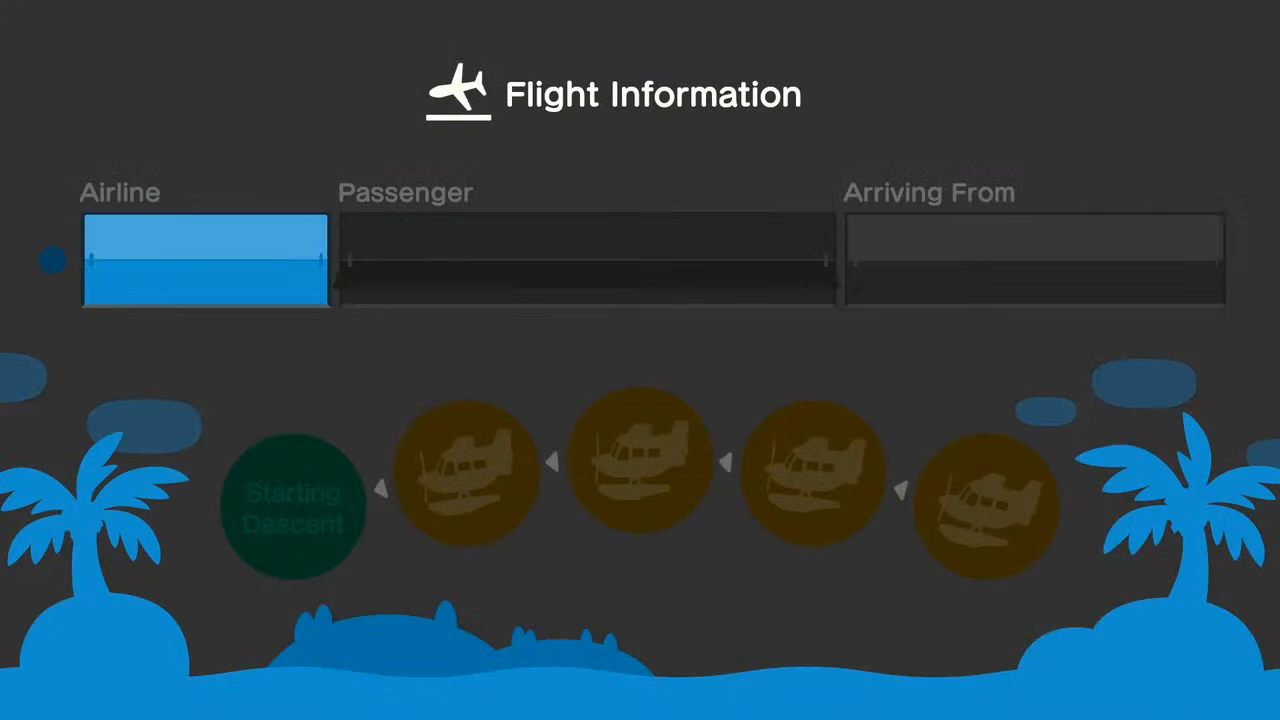 Flight Information
Airline
Passenger
Arriving From
Starting
Descent